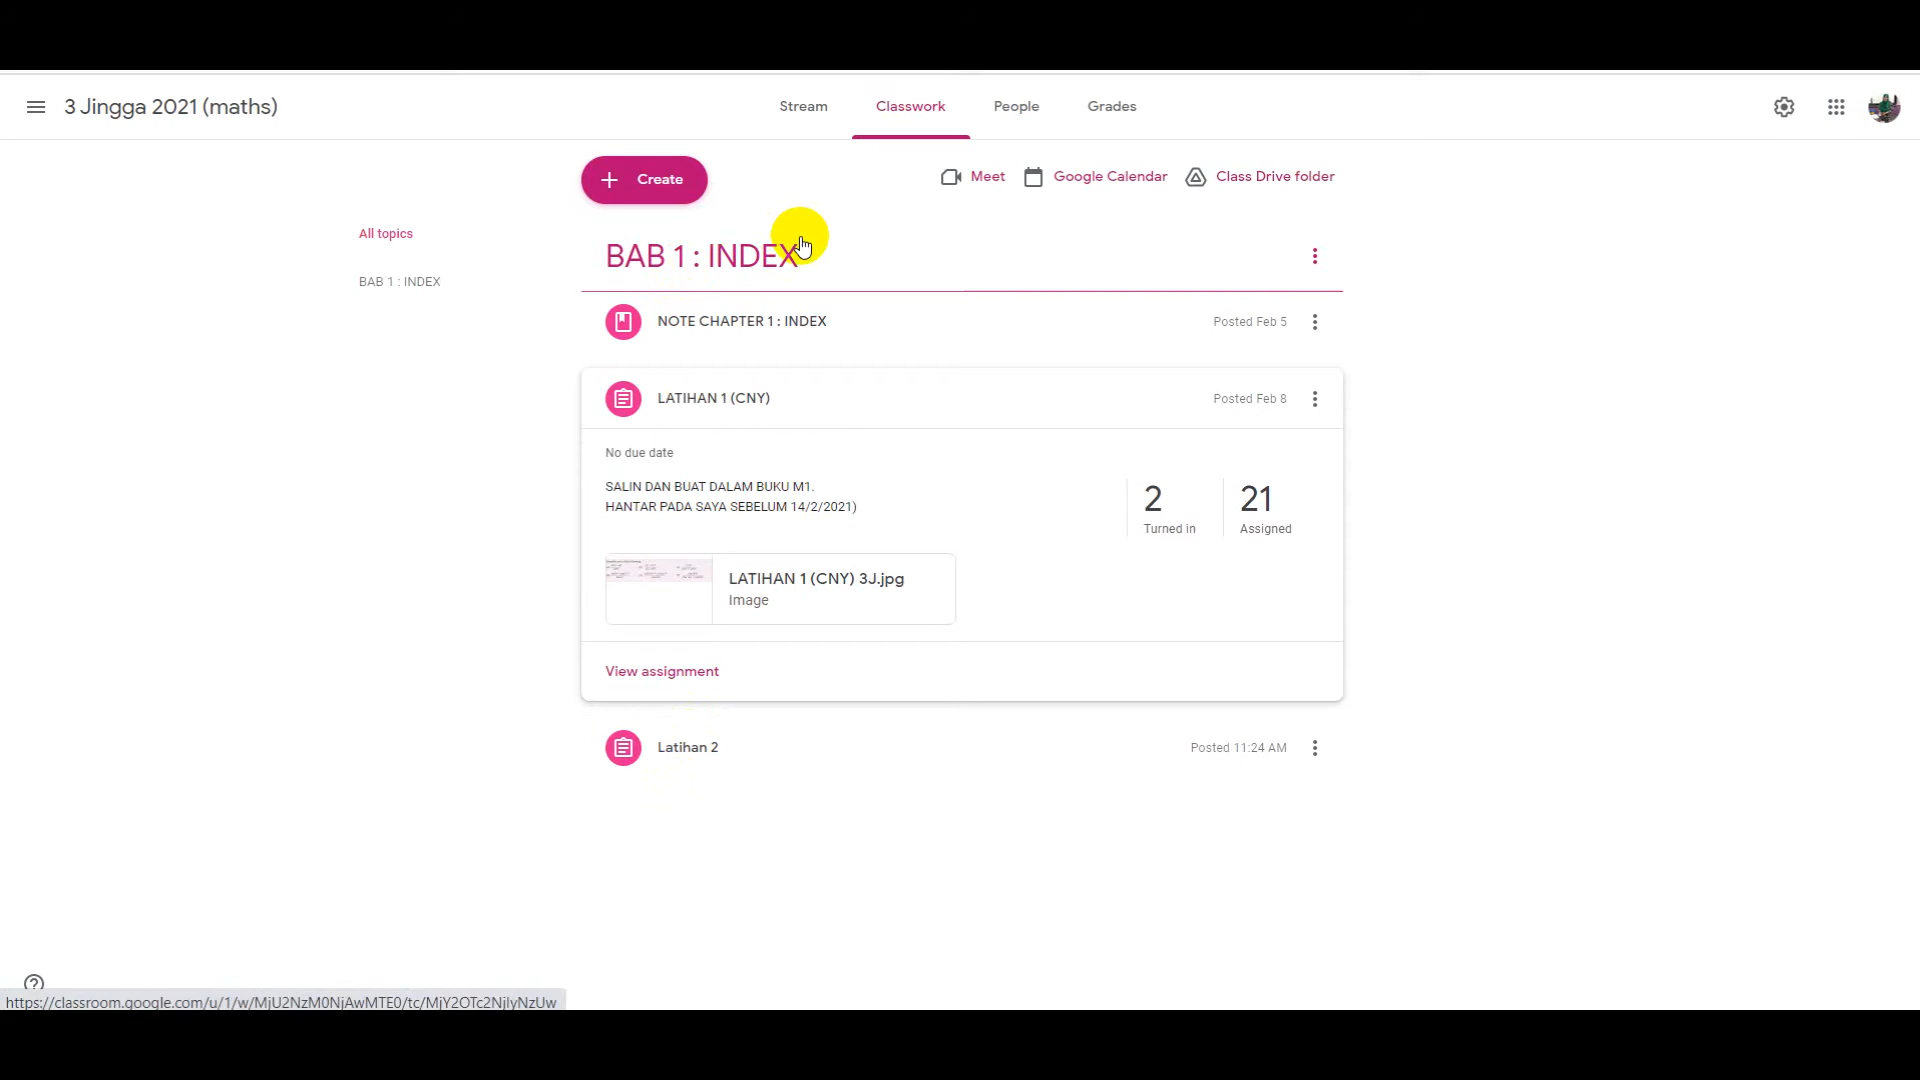 3 Jingga 2021 (maths)
Stream
Classwork
People
Grades
Create
Meet
Google Calendar
Class Drive folder
All topics
BAB 1 : INDEX
BAB 1 : INDEX
NOTE CHAPTER 1 : INDEX
Posted Feb 5
LATIHAN 1 (CNY)
Posted Feb 8
No due date
SALIN DAN BUAT DALAM BUKU M1.
HANTAR PADA SAYA SEBELUM 14/2/2021)
2
Turned in
21
Assigned
LATIHAN 1 (CNY) 3J.jpg
Image
View assignment
Latihan 2
Posted 11:24 AM
https://classroom.google.com/u/1/w/MjU2NzM0NjAwMTE0/tc/MjY2OTc2NjIyNzUw